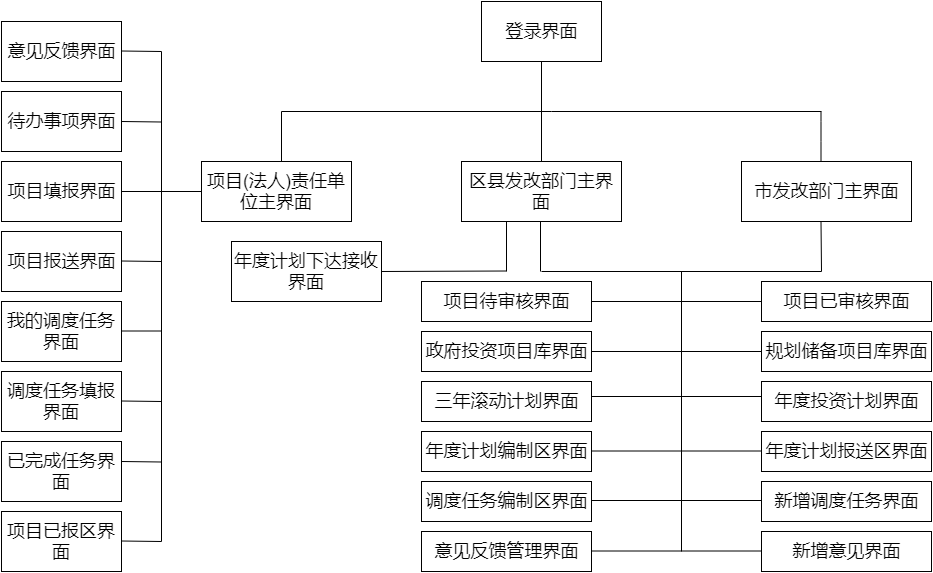 登录界面
意见反馈界面
待办事项界面
项目填报界面
项目报送界面
我的调度任务
界面
调度任务填报
界面
已完成任务界
面
项目已报区界
面
项目(法人)责任单
位主界面
区县发改部门主界
面
市发改部门主界面
年度计划下达接收
界面
项目待审核界面
项目已审核界面
政府投资项目库界面
规划储备项目库界面
三年滚动计划界面
年度投资计划界面
年度计划编制区界面
年度计划报送区界面
调度任务编制区界面
新增调度任务界面
意见反馈管理界面
新增意见界面